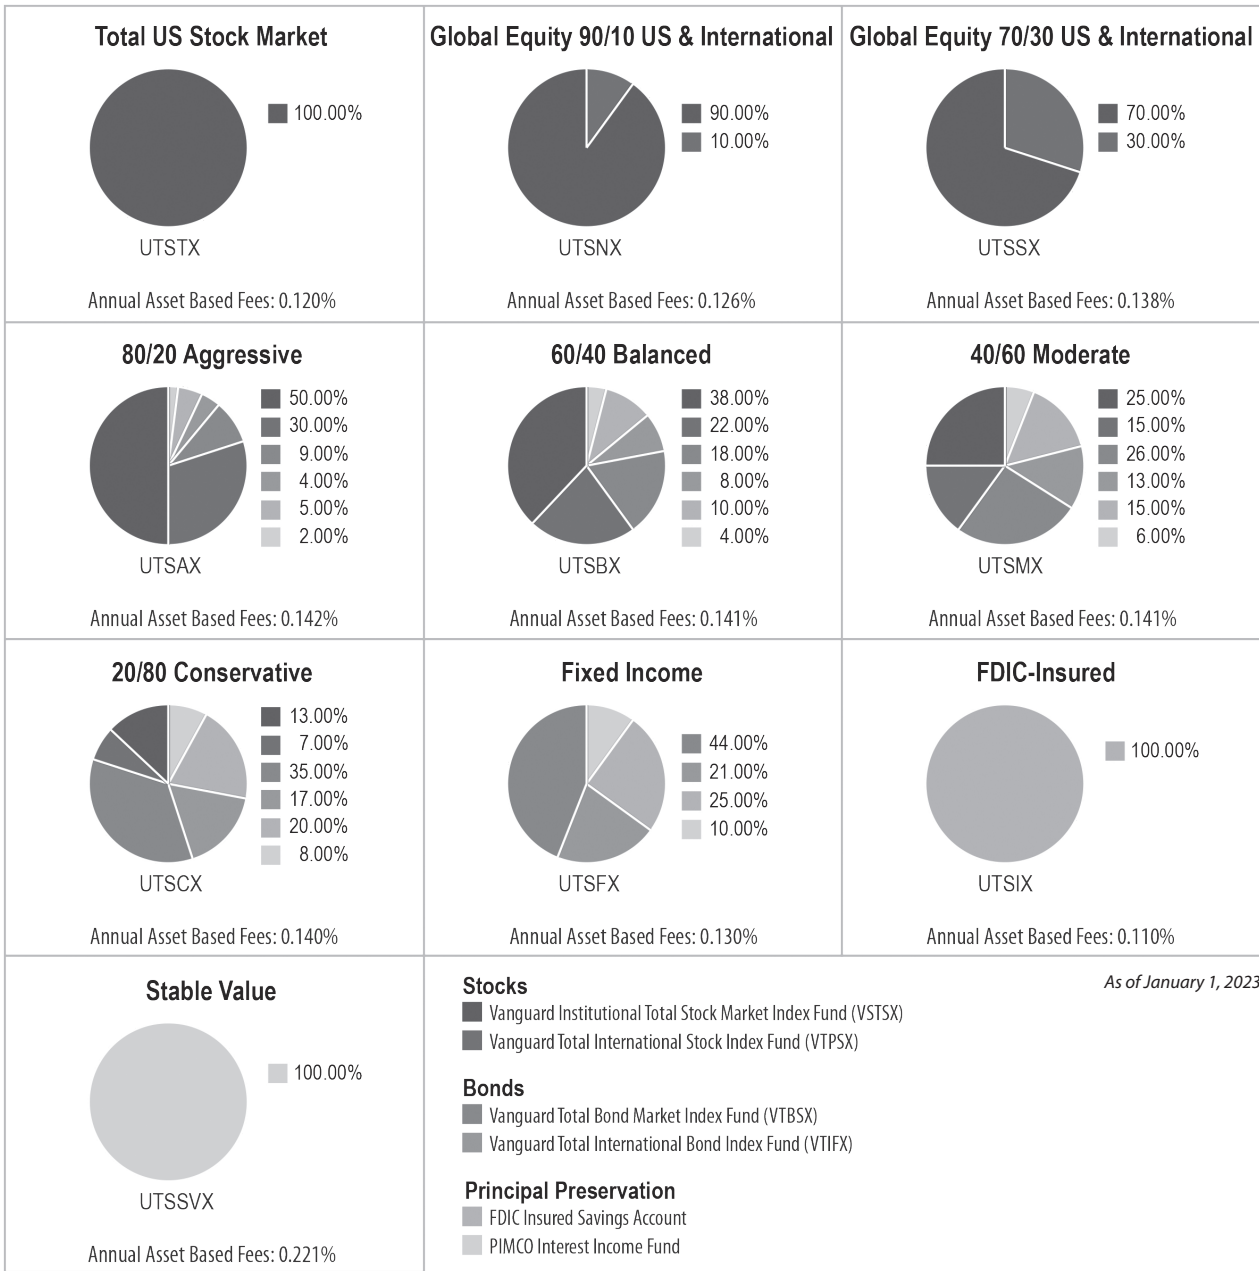 Total US Stock Market
100.00%
UTSTX
Annual Asset Based Fees: 0.120%
Global Equity 90/10 US & International
90.00%
10.00%
UTSNX
Annual Asset Based Fees: 0.126%
Global Equity 70/30 US & International
70.00%
30.00%
UTSSX
Annual Asset Based Fees: 0.138%
80/20 Aggressive
50.00%
30.00%
9.00%
4.00%
5.00%
2.00%
UTSAX
Annual Asset Based Fees: 0.142%
60/40 Balanced
38.00%
22.00%
18.00%
8.00%
10.00%
4.00%
UTSBX
Annual Asset Based Fees: 0.141%
40/60 Moderate
25.00%
15.00%
26.00%
13.00%
15.00%
6.00%
UTSMX
Annual Asset Based Fees: 0.141%
20/80 Conservative
13.00%
7.00%
35.00%
17.00%
20.00%
8.00%
UTSCX
Annual Asset Based Fees: 0.140%
Fixed Income
44.00%
21.00%
25.00%
10.00%
UTSFX
Annual Asset Based Fees: 0.130%
FDIC-Insured
100.00%
UTSIX
Annual Asset Based Fees: 0.110%
Stable Value
100.00%
UTSSVX
Annual Asset Based Fees: 0.221%
As of January 1, 2023
Stocks
Vanguard Institutional Total Stock Market Index Fund (VSTSX)
Vanguard Total International Stock Index Fund (VTPSX)
Bonds
Vanguard Total Bond Market Index Fund (VTBSX)
Vanguard Total International Bond Index Fund (VTIFX)
Principal Preservation
FDIC Insured Savings Account
PIMCO Interest Income Fund